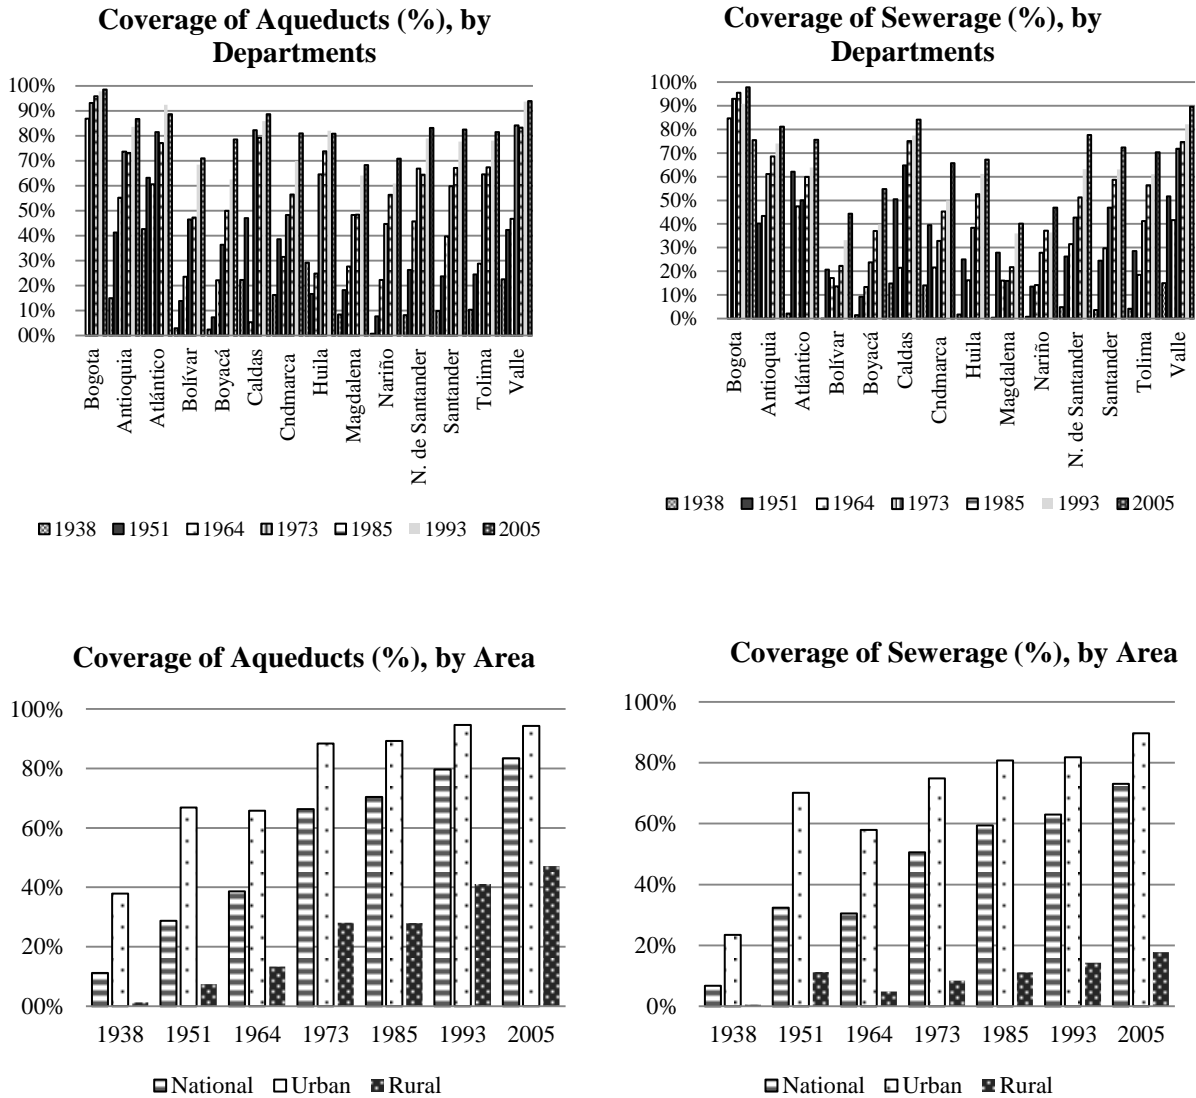 Coverage of Aqueducts (%), by
Departments
100%
90%
80%
70%
60%
50%
40%
30%
20%
10%
00%
Bogota
Antioquia
Atlántico
Bolívar
Boyacá
Caldas
Cndmarca
Huila
Magdalena
Nariño
N. de Santander
Santander
Tolima
Valle
1938 1951 1964 1973 1985 1993 2005
Coverage of Sewerage (%), by
Departments
100%
90%
80%
70%
60%
50%
40%
30%
20%
10%
0%
Bogota
Antioquia
Atlántico
Bolívar
Boyacá
Caldas
Cndmarca
Huila
Magdalena
Nariño
N. de Santander
Santander
Tolima
Valle
1938 1951 1964 1973 1985 1993 2005
Coverage of Aqueducts (%), by Area
100%
80%
60%
40%
20%
00%
1938 1951 1964 1973 1985 1993 2005
National Urban Rural
Coverage of Sewerage (%), by Area
100%
80%
60%
40%
20%
0%
1938 1951 1964 1973 1985 1993 2005
National Urban Rural